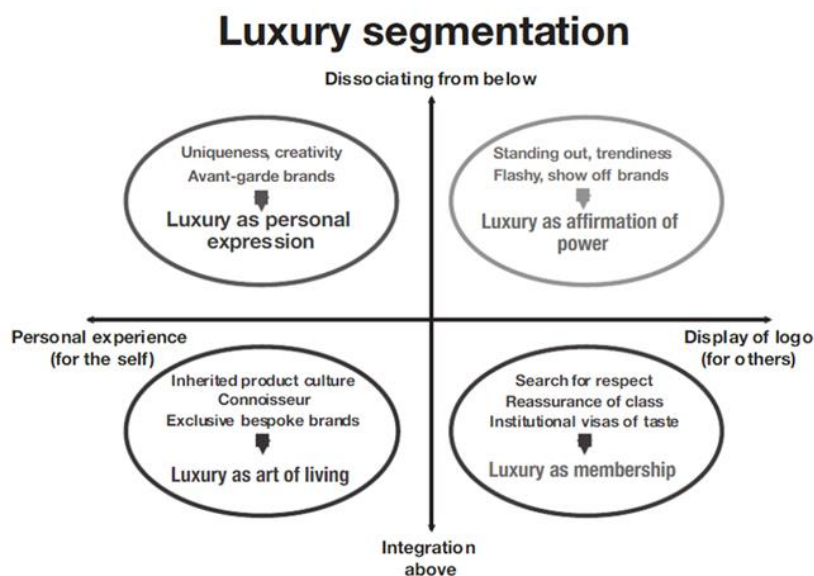 Luxury segmentation
Dissociating from below
Uniqueness, creativity
Avant-garde brands
Luxury as personal
expression
Standing out, trendiness
Flashy, show off brands
Luxury as affirmation of
power
Personal experience
(for the self)
Display of logo
(for others)
Inherited product culture
Connoisseur
Exclusive bespoke brands
Luxury as art of living
Search for respect
Reassurance of class
Institutional visas of taste
Luxury as membership
Integration
above